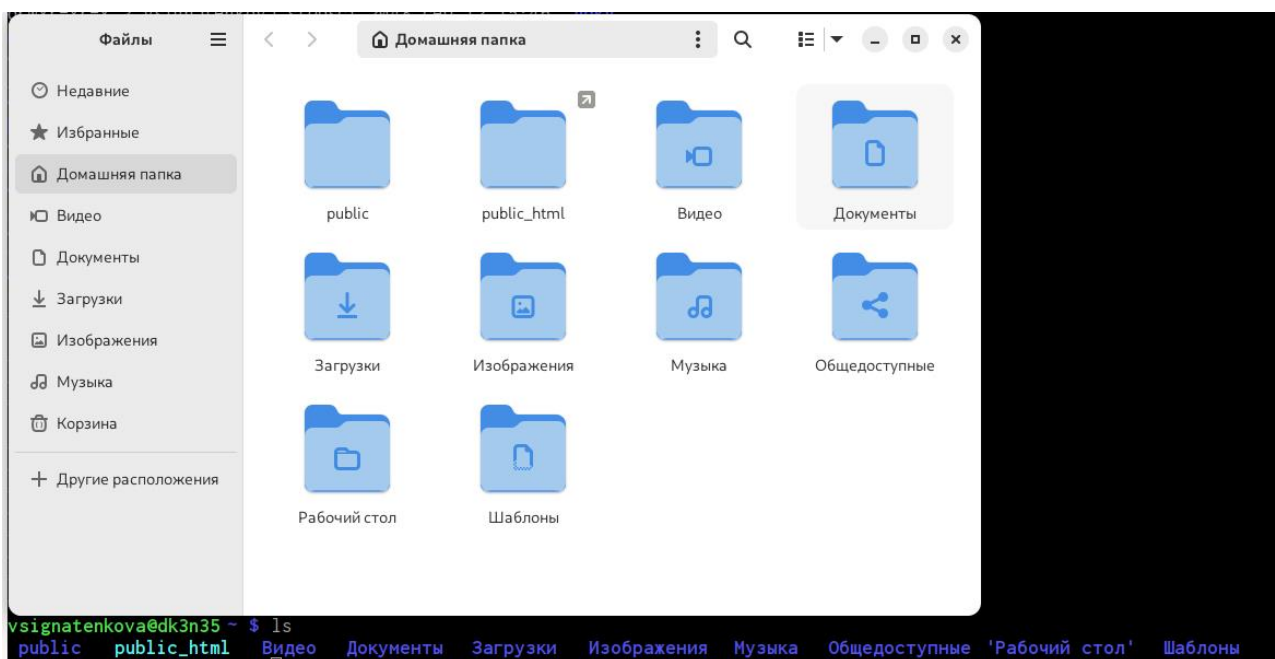 Файлы
Домашняя папка
Недавние
Избранные
Домашняя папка
Видео
Документы
Загрузки
Изображения
Музыка
Корзина
Другие расположения
public public_html Видео Документы
Загрузки Изображения Музыка Общедоступные
Рабочий стол Шаблоны
vsignatenkova@dk3n35 ~ $ ls
public public_html Видео Документы Загрузки Изображения Музыка Общедоступные 'Рабочий стол' Шаблоны